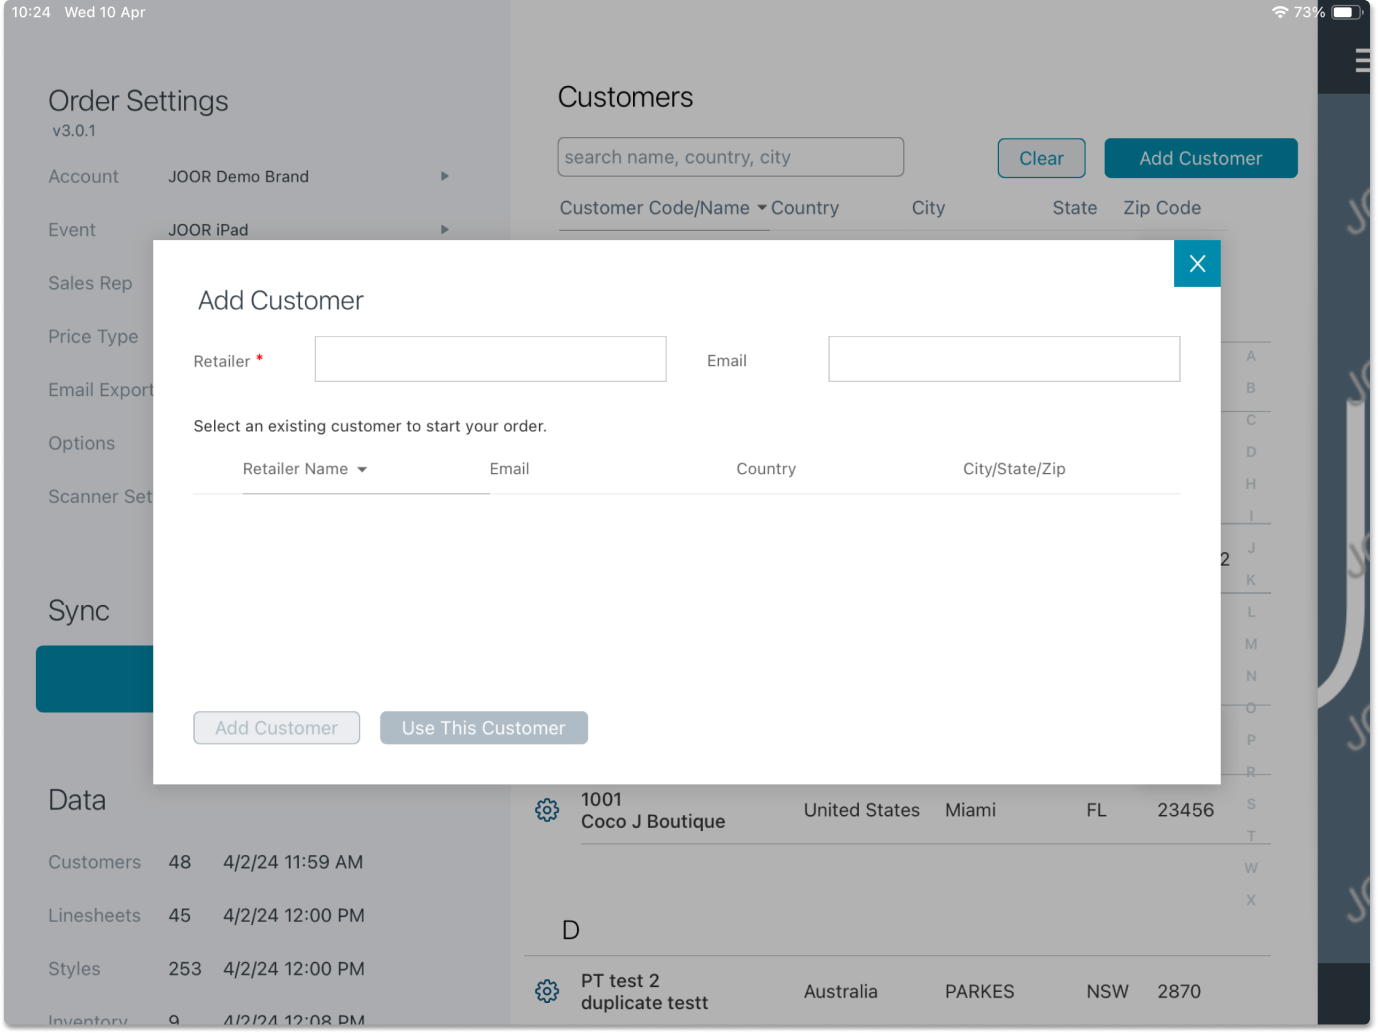 10:24 Wed 10 Apr
73%
Order Settings
v3.0.1
Account JOOR Demo Brand
Event JOOR iPad
Sales Rep
Price Type
Email Export
Options
Scanner Set
Sync
Data
Customers 48 4/2/24 11:59 AM
Linesheets 45 4/2/24 12:00 PM
Styles 253 4/2/24 12:00 PM
Inventory 9 4/2/24 12:08 PM
Customers
search name, country, city
Clear
Add Customer
Customer Code/Name Country City State Zip Code
X
Add Customer
Retailer *
Email
Select an existing customer to start your order.
Retailer Name Email Country City/State/Zip
Add Customer
Use This Customer
2
1001
Coco J Boutique United States Miami FL 23456
D
PT test 2
duplicate testt Australia PARKES NSW 2870
A
B
C
D
H
I
J
K
L
M
N
O
P
R
S
T
W
X
JO
JO
JO
JO
JO